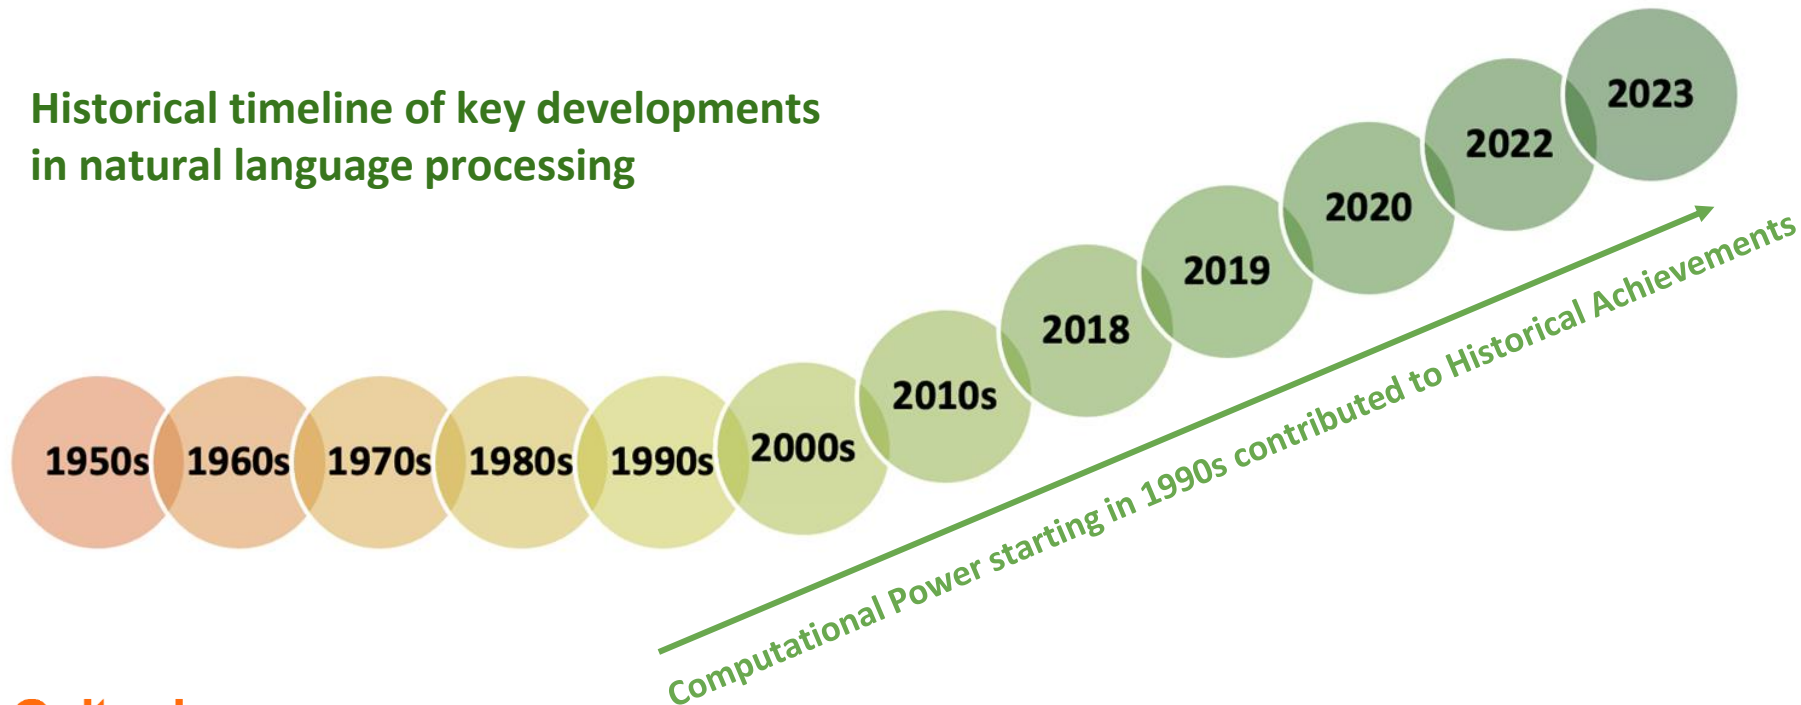 Historical timeline of key developments
in natural language processing
1950s
1960s
1970s
1980s
1990s
2000s
2010s
2018
2019
2020
2022
2023
Computational Power starting in 1990s contributed to Historical Achievements